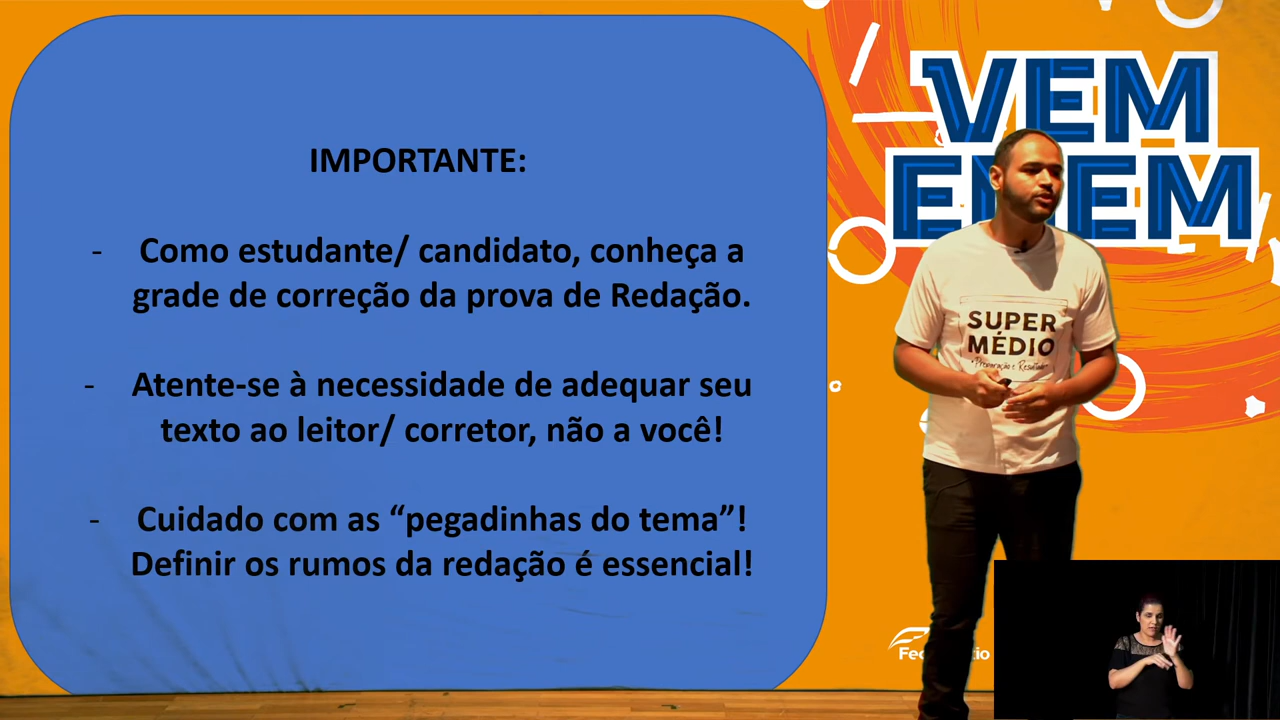 IMPORTANTE:
- Como estudante/ candidato, conheça a
grade de correção da prova de Redação.
- Atente-se à necessidade de adequar seu
texto ao leitor/ corretor, não a você!
- Cuidado com as “pegadinhas do tema”!
Definir os rumos da redação é essencial!
VEM
ENEM
SUPER
MÉDIO
Preparação e Resultado